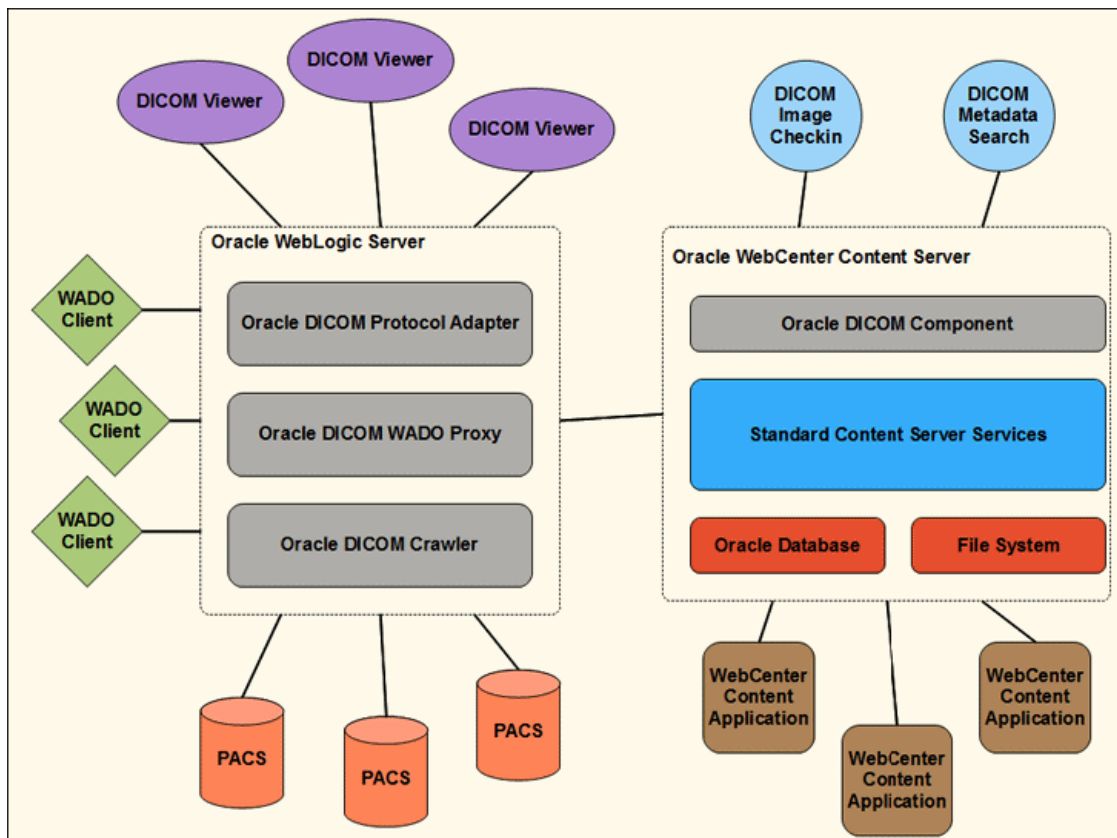 DICOM Viewer
DICOM Viewer
DICOM Viewer
DICOM
Image
Checkin
DICOM
Metadata
Search
Oracle WebLogic Server
WADO
Client
WADO
Client
WADO
Client
Oracle DICOM Protocol Adapter
Oracle DICOM WADO Proxy
Oracle DICOM Crawler
Oracle WebCenter Content Server
Oracle DICOM Component
Standard Content Server Services
Oracle Database
File System
PACS
PACS
PACS
WebCenter
Content
Application
WebCenter
Content
Application
WebCenter
Content
Application